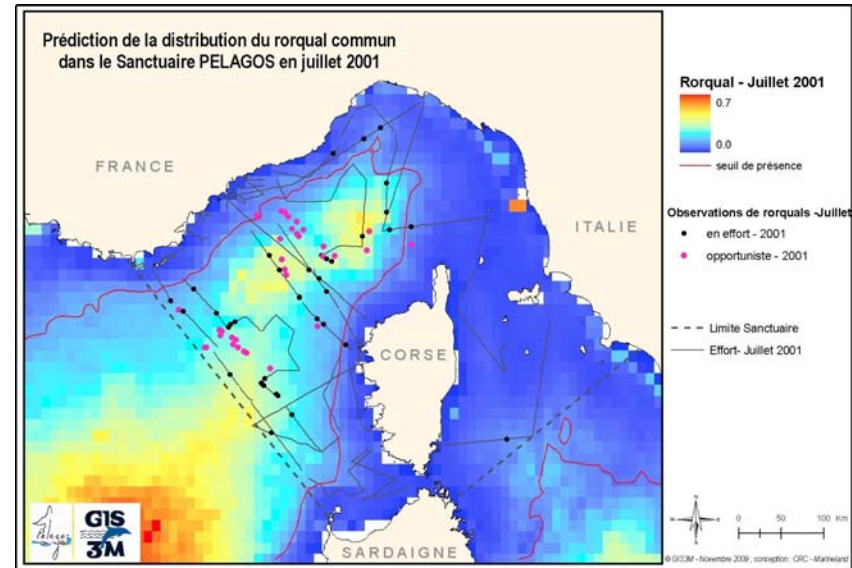 Prédiction de la distribution du rorqual commun
dans le Sanctuaire PELAGOS en juillet 2001
FRANCE
ITALIE
CORSE
SARDAIGNE
Pelagos
GIS
3M
Rorqual - Juillet 2001
0.7
0.0
seuil de présence
Observations de rorquals -Juillet
en effort - 2001
opportuniste - 2001
Limite Sanctuaire
Effort- Juillet 2001
N
0 50 100 Km
© GIS3M - Novembre 2009 ; conception : CRC - Marineland